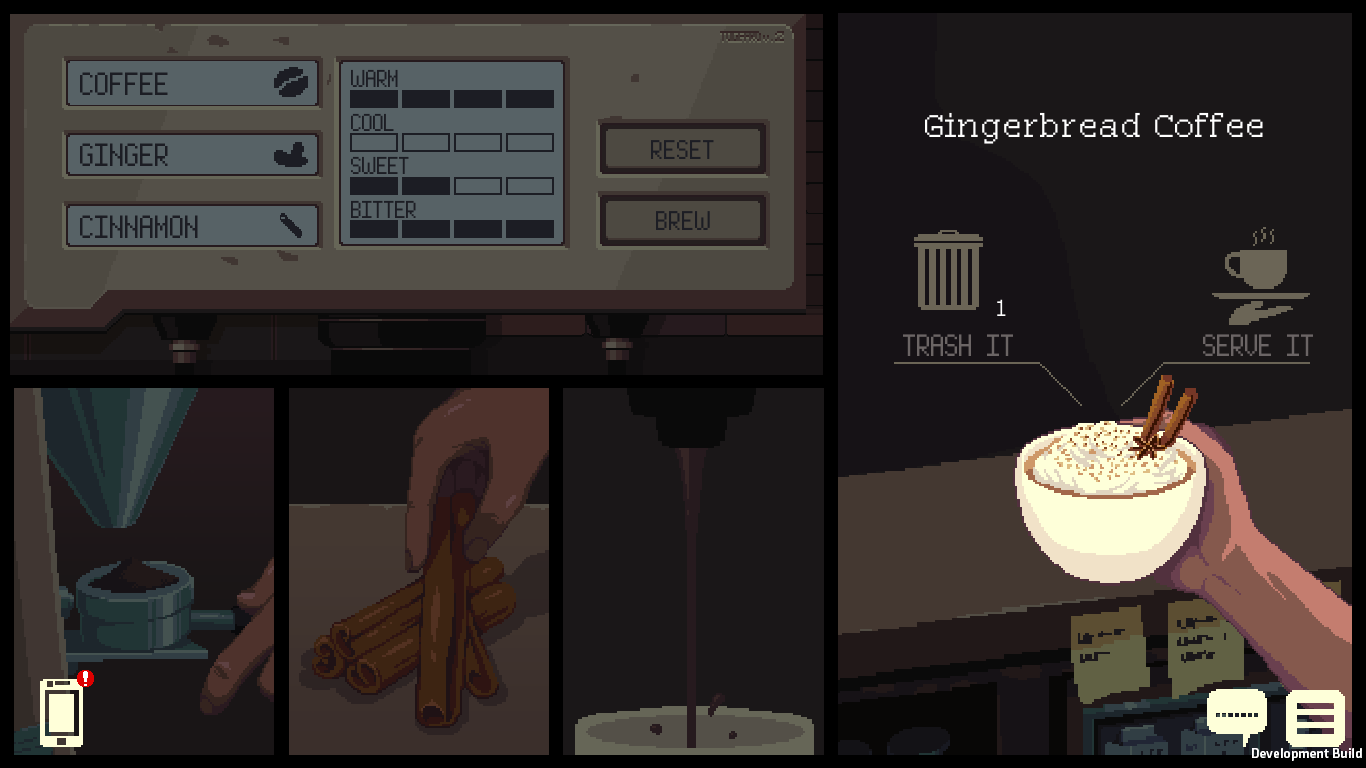 COFFEE
GINGER
CINNAMON
WARM
COOL
SWEET
BITTER
RESET
BREW
Gingerbread Coffee
1
TRASH IT
SERVE IT
!
Development Build